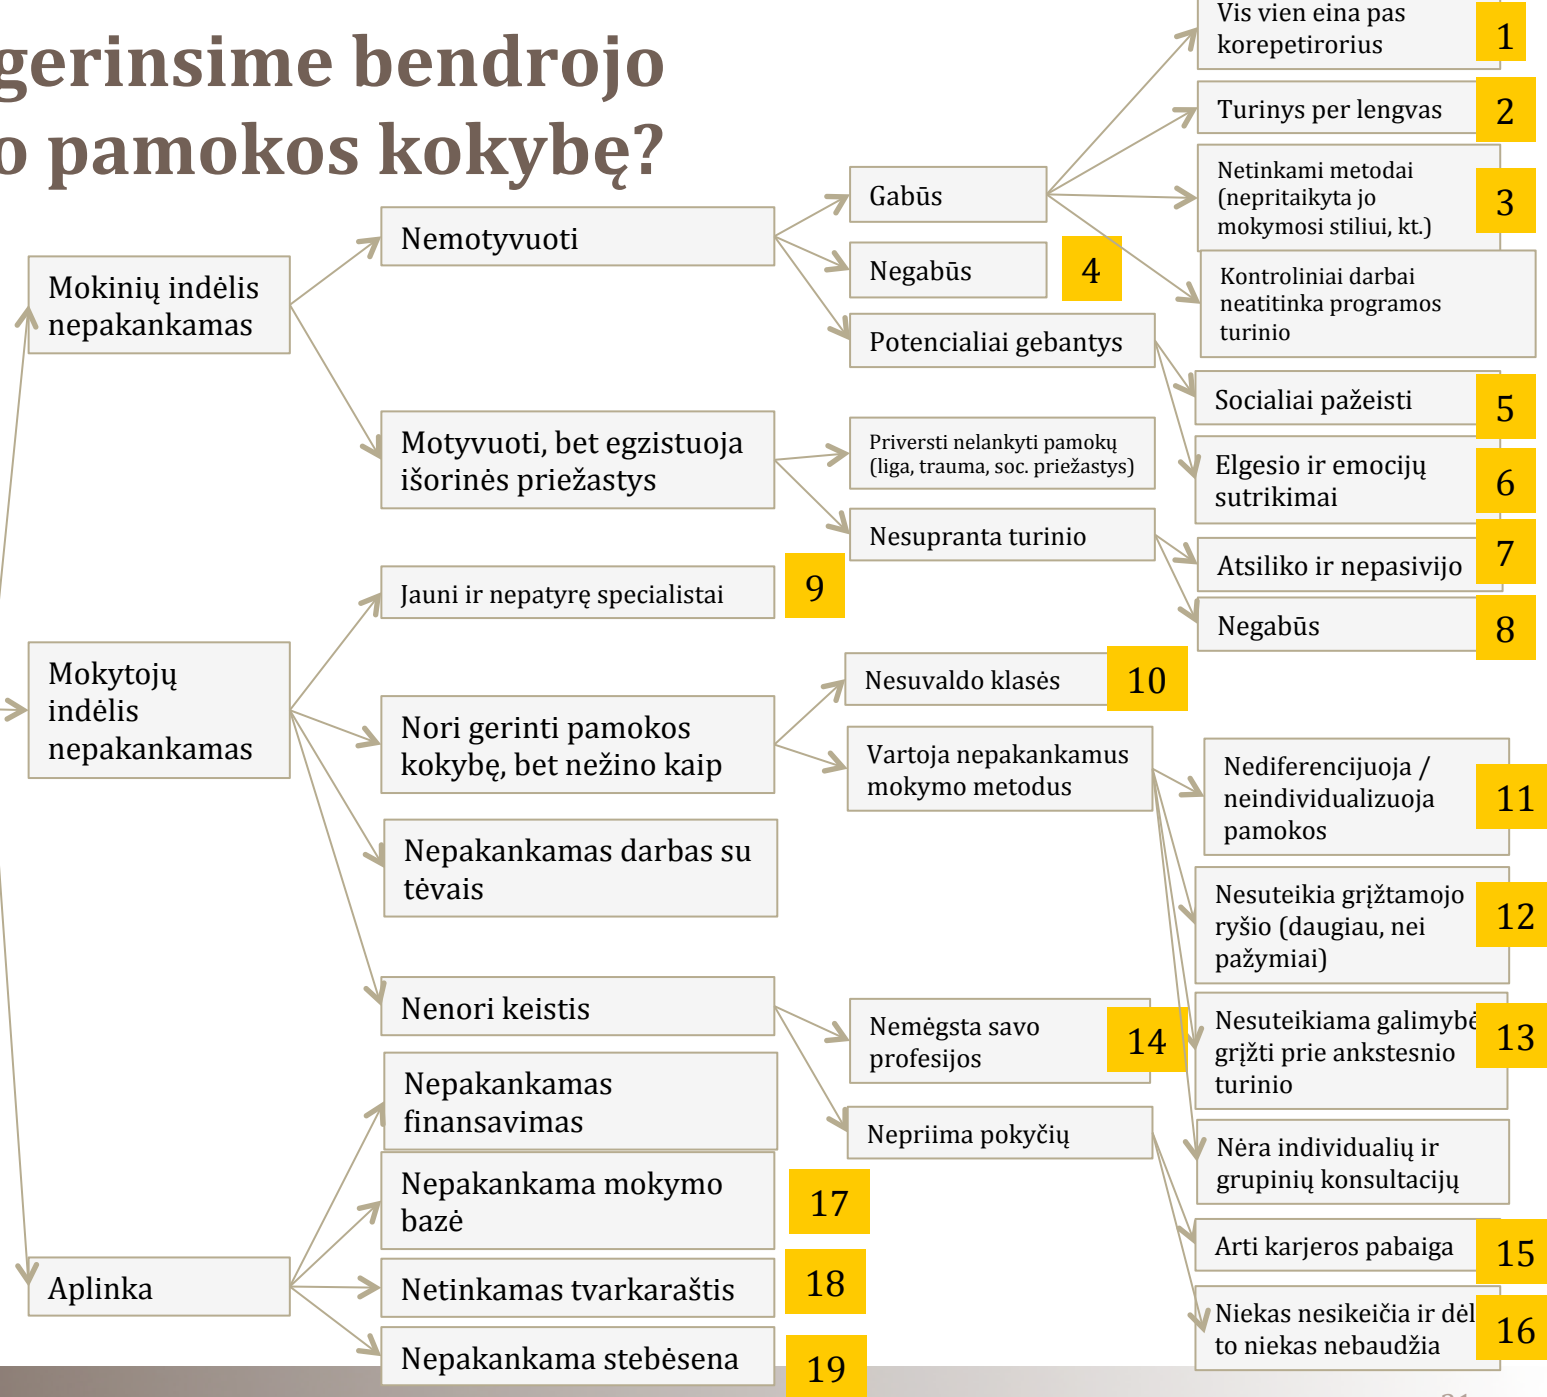 gerinsime bendrojo
o pamokos kokybę?
Mokinių indėlis
nepakankamas
Nemotyvuoti
Gabūs
Vis vien eina pas
korepetirorius
1
Turinys per lengvas
2
Netinkami metodai
(nepritaikyta jo
mokymosi stiliui, kt.)
3
Kontroliniai darbai
neatitinka programos
turinio
Negabūs
4
Potencialiai gebantys
Socialiai pažeisti
5
Elgesio ir emocijų
sutrikimai
6
Motyvuoti, bet egzistuoja
išorinės priežastys
Priversti nelankyti pamokų
(liga, trauma, soc. priežastys)
Nesupranta turinio
Atsiliko ir nepasivijo
7
Negabūs
8
Mokytojų
indėlis
nepakankamas
Jauni ir nepatyrę specialistai
9
Nori gerinti pamokos
kokybę, bet nežino kaip
Nesuvaldo klasės
10
Vartoja nepakankamus
mokymo metodus
Nediferencijuoja /
neindividualizuoja
pamokos
11
Nesuteikia grįžtamojo
ryšio (daugiau, nei
pažymiai)
12
Nesuteikiama galimybė
grįžti prie ankstesnio
turinio
13
Nėra individualių ir
grupinių konsultacijų
Nepakankamas darbas su
tėvais
Nenori keistis
Nemėgsta savo
profesijos
14
Nepriima pokyčių
Arti karjeros pabaiga
15
Niekas nesikeičia ir dėl
to niekas nebaudžia
16
Aplinka
Nepakankamas
finansavimas
Nepakankama mokymo
bazė
17
Netinkamas tvarkaraštis
18
Nepakankama stebėsena
19